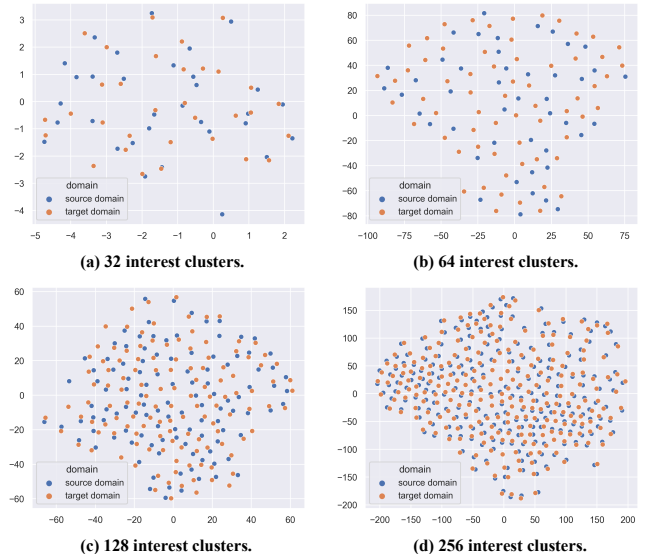 4
3
2
1
0
−1
−2
−3
−4
domain
source domain
target domain
−5 −4 −3 −2 −1 0 1 2
(a) 32 interest clusters.
80
60
40
20
0
−20
−40
−60
−80
domain
source domain
target domain
−100 −75 −50 −25 0 25 50 75
(b) 64 interest clusters.
60
40
20
0
−20
−40
−60
domain
source domain
target domain
−60 −40 −20 0 20 40 60
(c) 128 interest clusters.
150
100
50
0
−50
−100
−150
−200
domain
source domain
target domain
−200 −150 −100 −50 0 50 100 150 200
(d) 256 interest clusters.